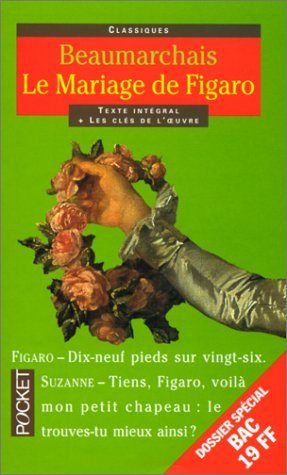 CLASSIQUES
Beaumarchais
Le Mariage de Figaro
TEXTE INTÉGRAL
+ LES CLÉS DE L'ŒUVRE
FIGARO – Dix-neuf pieds sur vingt-six.
SUZANNE – Tiens, Figaro, voilà
mon petit chapeau : le
trouves-tu mieux ainsi ?
POCKET
DOSSIER SPÉCIAL
BAC
19 FF